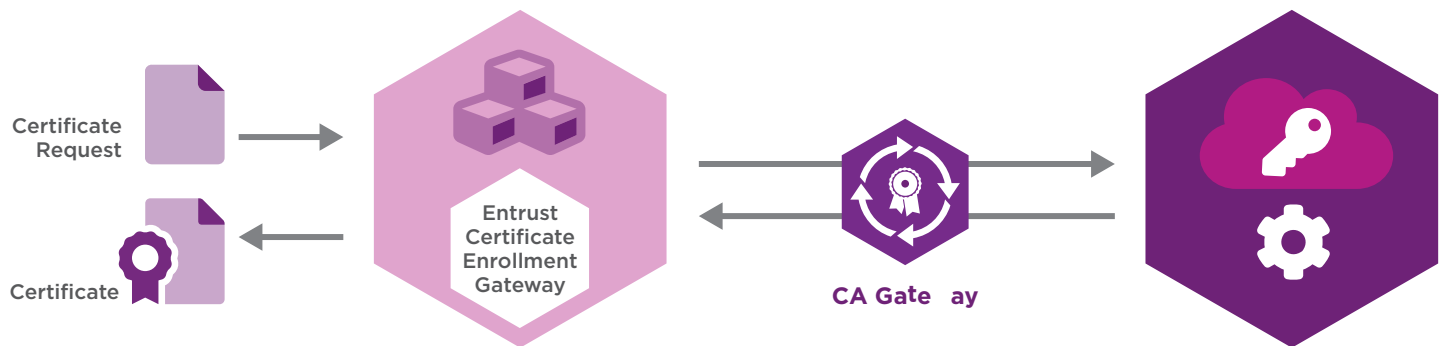 Certificate
Request
Certificate
Entrust
Certificate
Enrollment
Gateway
CA Gate ay